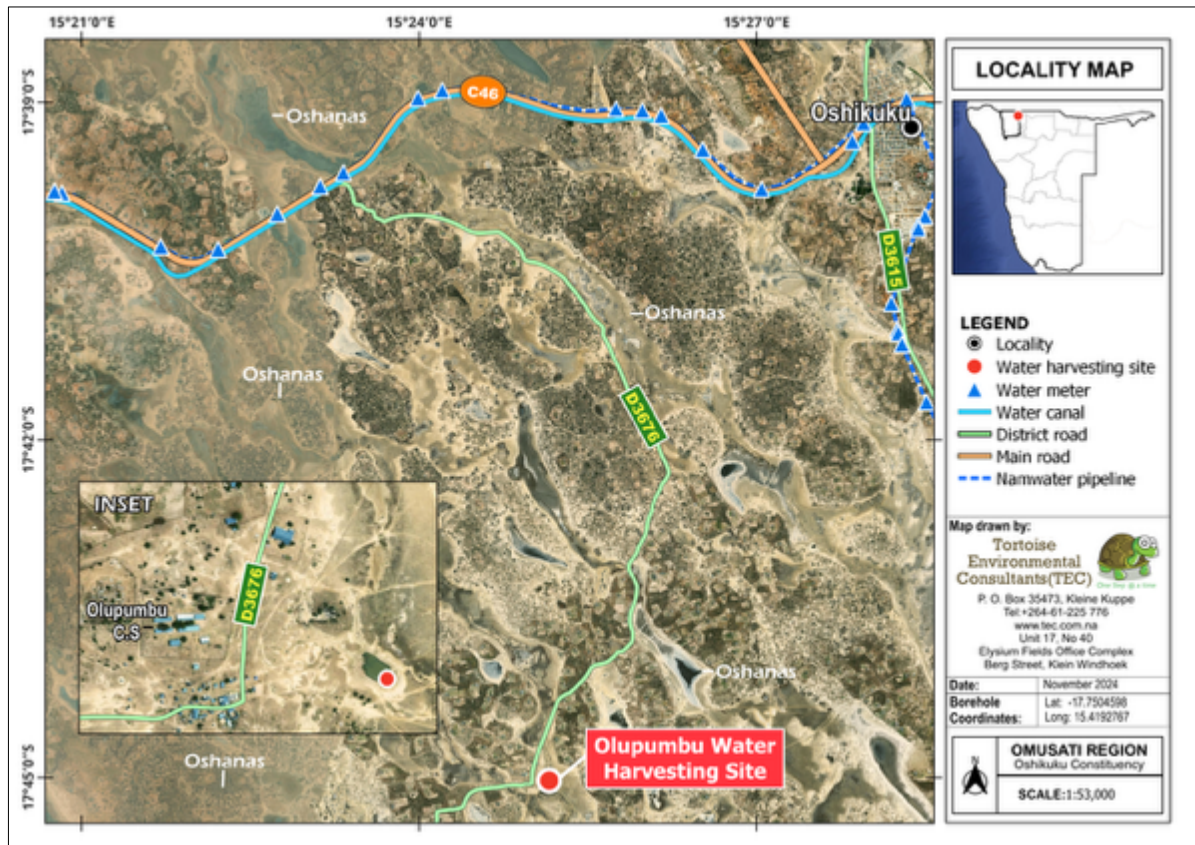 15°21'0"E
15°24'0"E
15°27'0"E
17°39'0"S
17°42'0"S
17°45'0"S
C46
Oshikuku
Oshanas
D3615
Oshanas
Oshanas
D3676
Oshanas
Oshanas
Olupumbu Water
Harvesting Site
INSET
D3676
Olupumbu
C.S
LOCALITY MAP
LEGEND
Locality
Water harvesting site
Water meter
Water canal
District road
Main road
Namwater pipeline
Map drawn by:
Tortoise
Environmental
Consultants(TEC)
One Step @ a time
P. O. Box 35473, Kleine Kuppe
Tel:+264-61-225 776
www.tec.com.na
Unit 17, No 40
Elysium Fields Office Complex
Berg Street, Klein Windhoek
Date: November 2024
Borehole Coordinates: Lat: -17.7504598
Long: 15.4192767
N
OMUSATI REGION
Oshikuku Constituency
SCALE:1:53,000